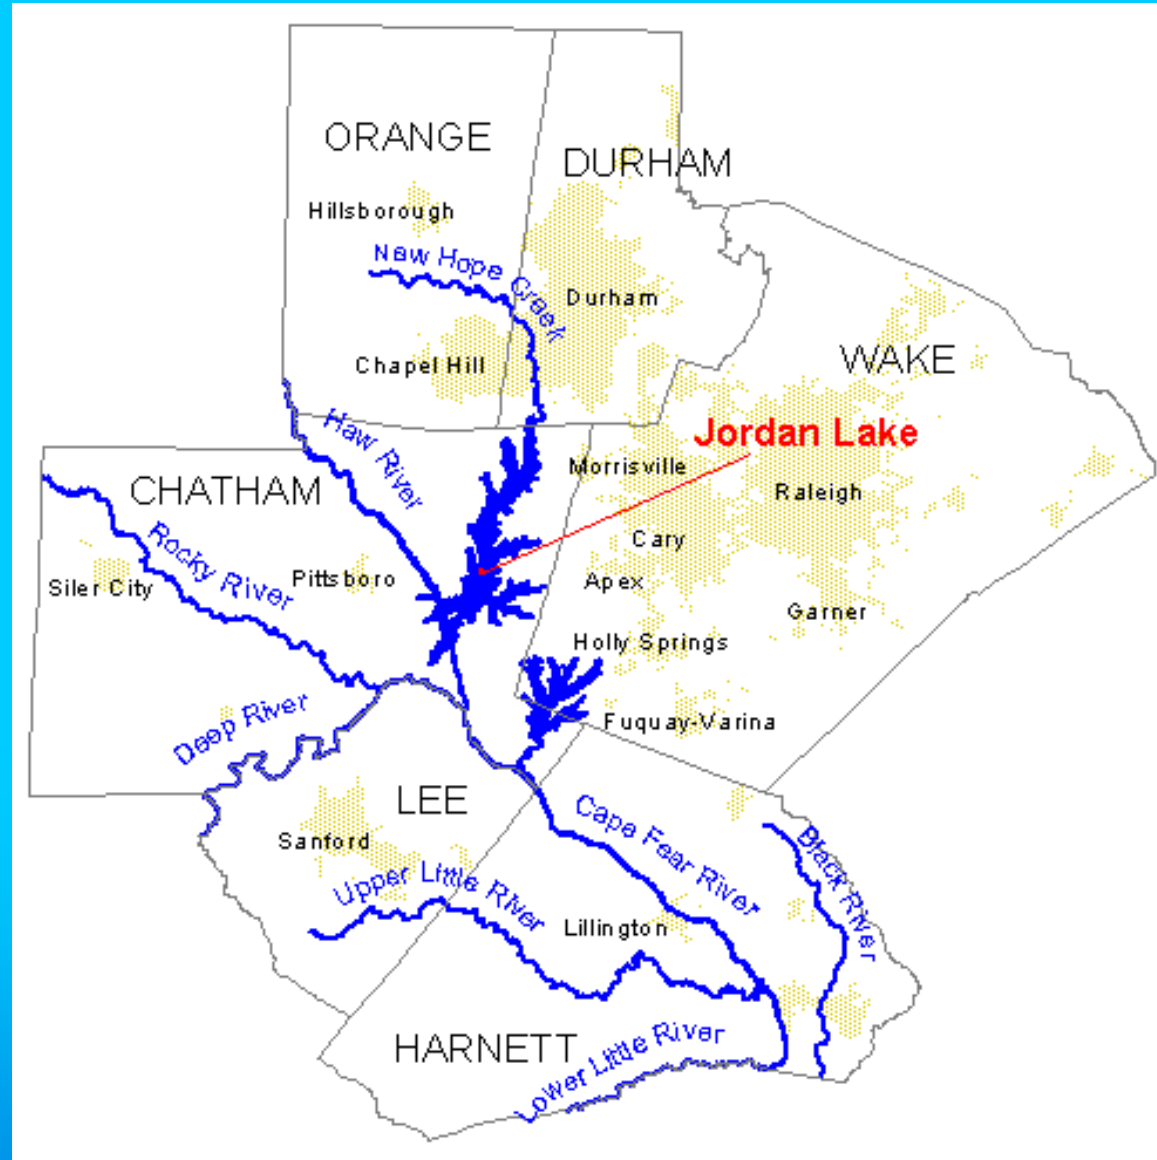 ORANGE
DURHAM
Hillsborough
New Hope Creek
Durham
WAKE
Chapel Hill
Haw River
Jordan Lake
Morrisville
CHATHAM
Raleigh
Rocky River
Cary
Siler City
Pittsboro
Apex
Garner
Holly Springs
Deep River
Fuquay-Varina
LEE
Cape Fear River
Black River
Sanford
Upper Little River
Lillington
HARNETT
Lower Little River